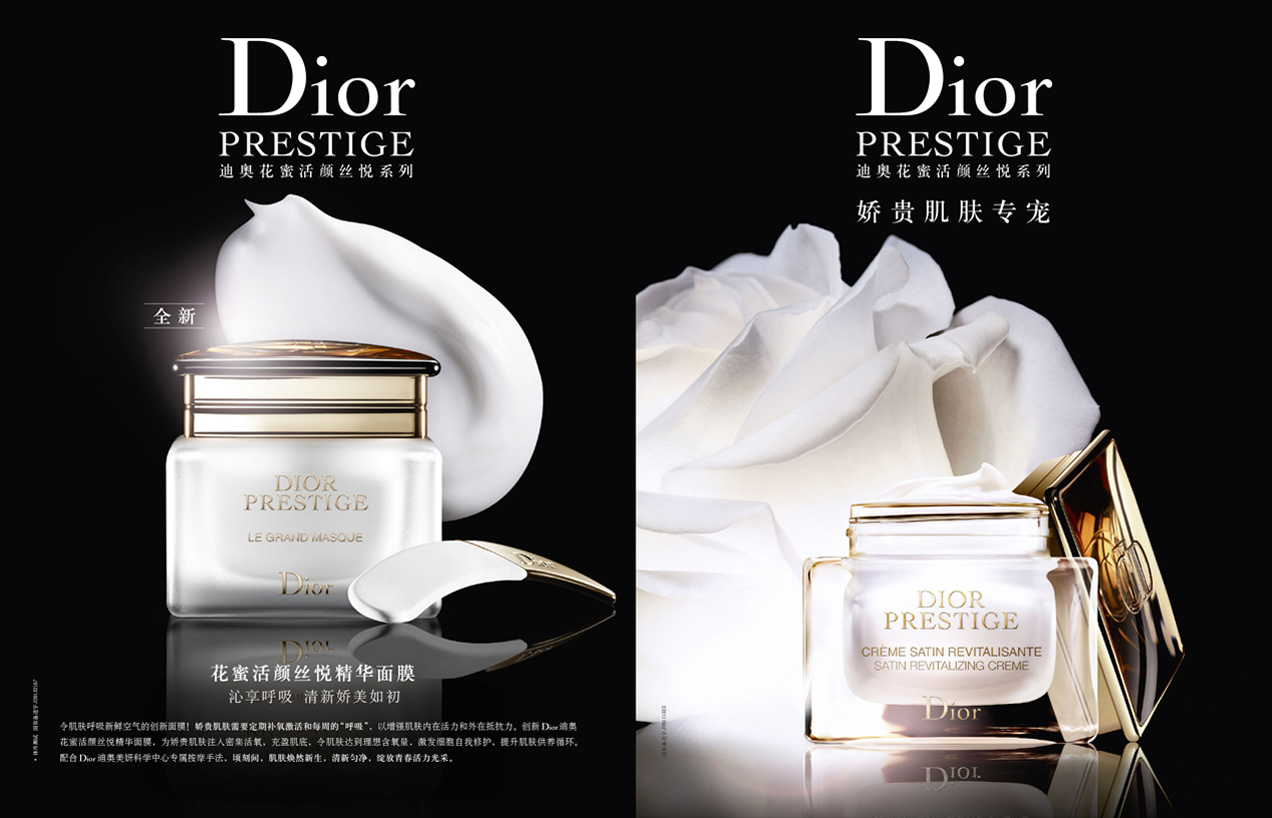 Dior
PRESTIGE
迪奥花蜜活颜丝悦系列
全新
DIOR
PRESTIGE
LE GRAND MASQUE
Dior
花蜜活颜丝悦精华面膜
沁享呼吸 清新娇美如初
令肌肤呼吸新鲜空气的创新面膜！娇贵肌肤需要定期补氧激活和每周的“呼吸”，以增强肌肤内在活力和外在抵抗力。创新Dior迪奥
花蜜活颜丝悦精华面膜，为娇贵肌肤注入密集活氧，充盈肌底，令肌肤达到理想含氧量，激发细胞自我修护，提升肌肤供养循环。
配合Dior迪奥美妍科学中心专属按摩手法，顷刻间，肌肤焕然新生，清新匀净，绽放青春活力光采。
Dior
PRESTIGE
迪奥花蜜活颜丝悦系列
娇贵肌肤专宠
DIOR
PRESTIGE
CRÈME SATIN REVITALISANTE
SATIN REVITALIZING CREME
Dior